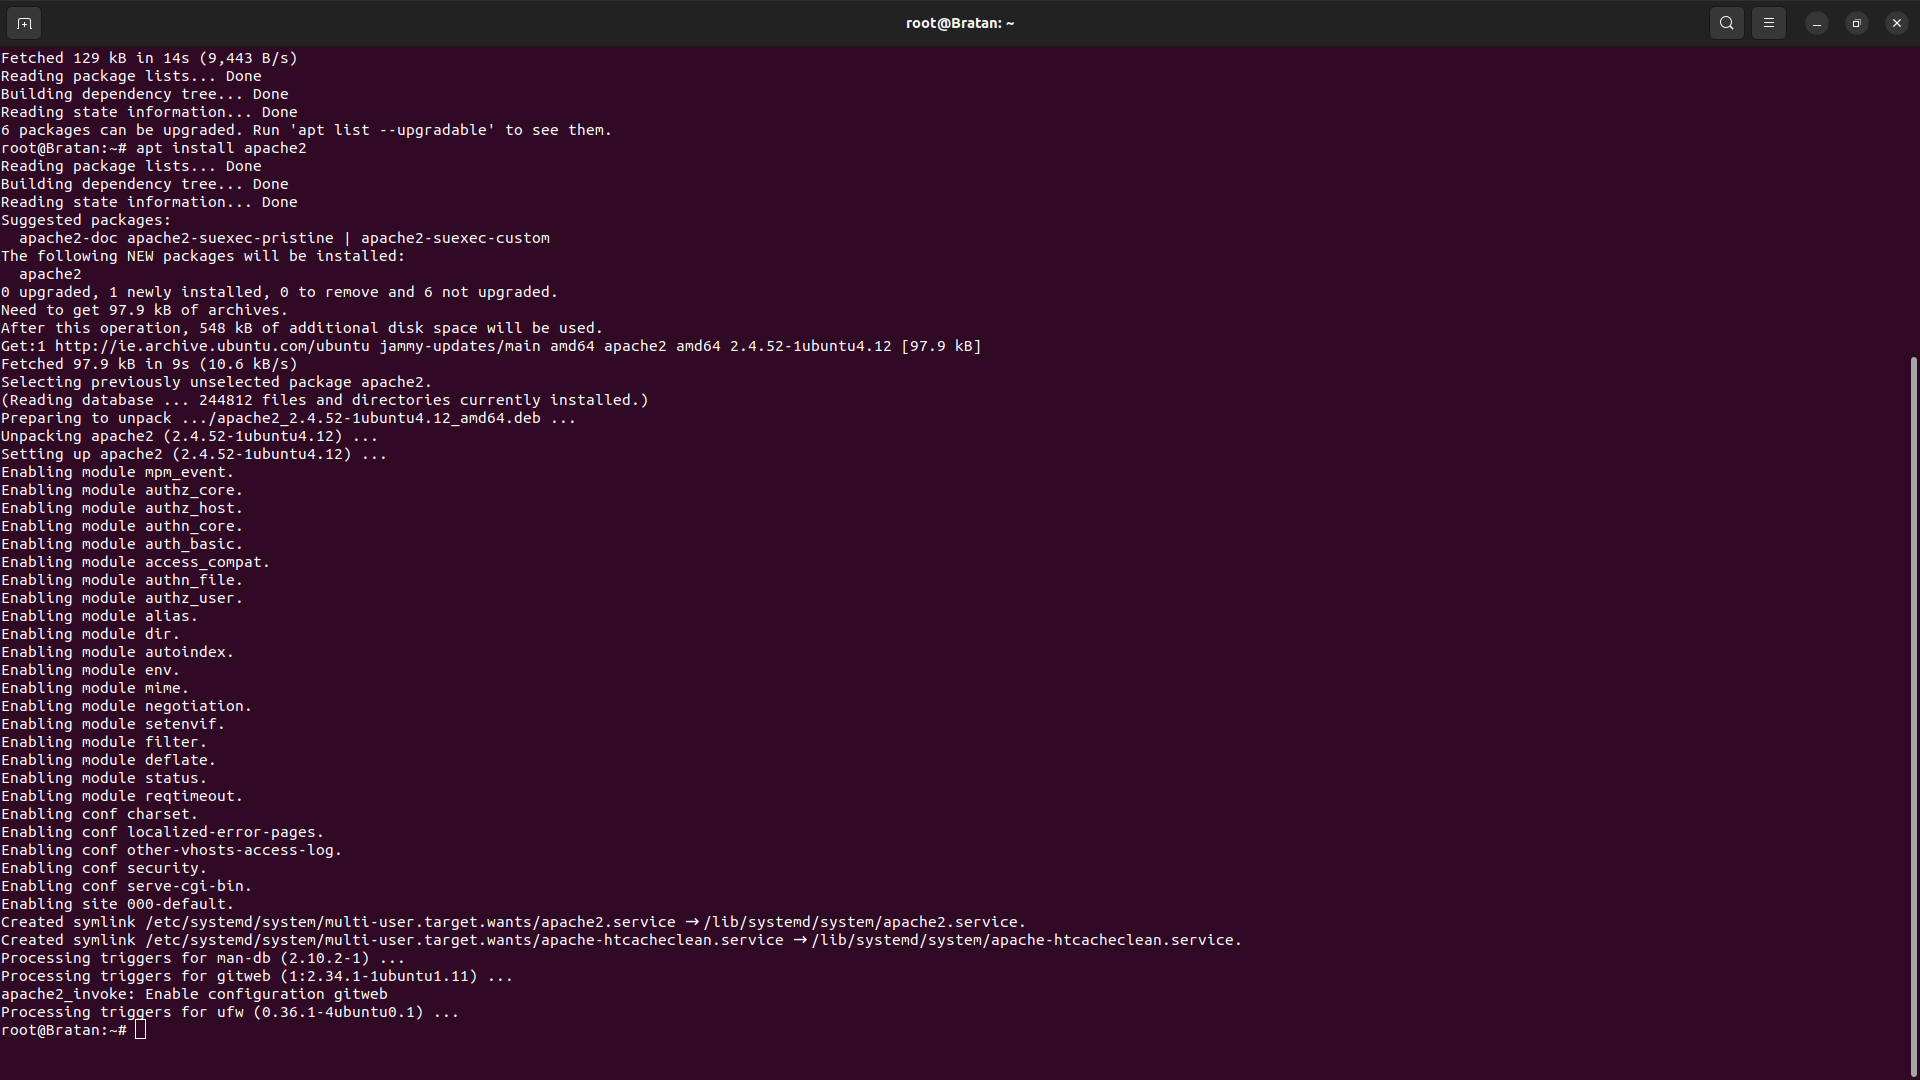 root@Bratan: ~
Fetched 129 kB in 14s (9,443 B/s)
Reading package lists... Done
Building dependency tree... Done
Reading state information... Done
6 packages can be upgraded. Run 'apt list --upgradable' to see them.
root@Bratan:~# apt install apache2
Reading package lists... Done
Building dependency tree... Done
Reading state information... Done
Suggested packages:
  apache2-doc apache2-suexec-pristine | apache2-suexec-custom
The following NEW packages will be installed:
  apache2
0 upgraded, 1 newly installed, 0 to remove and 6 not upgraded.
Need to get 97.9 kB of archives.
After this operation, 548 kB of additional disk space will be used.
Get:1 http://ie.archive.ubuntu.com/ubuntu jammy-updates/main amd64 apache2 amd64 2.4.52-1ubuntu4.12 [97.9 kB]
Fetched 97.9 kB in 9s (10.6 kB/s)
Selecting previously unselected package apache2.
(Reading database ... 244812 files and directories currently installed.)
Preparing to unpack .../apache2_2.4.52-1ubuntu4.12_amd64.deb ...
Unpacking apache2 (2.4.52-1ubuntu4.12) ...
Setting up apache2 (2.4.52-1ubuntu4.12) ...
Enabling module mpm_event.
Enabling module authz_core.
Enabling module authz_host.
Enabling module authn_core.
Enabling module auth_basic.
Enabling module access_compat.
Enabling module authn_file.
Enabling module authz_user.
Enabling module alias.
Enabling module dir.
Enabling module autoindex.
Enabling module env.
Enabling module mime.
Enabling module negotiation.
Enabling module setenvif.
Enabling module filter.
Enabling module deflate.
Enabling module status.
Enabling module reqtimeout.
Enabling conf charset.
Enabling conf localized-error-pages.
Enabling conf other-vhosts-access-log.
Enabling conf security.
Enabling conf serve-cgi-bin.
Enabling site 000-default.
Created symlink /etc/systemd/system/multi-user.target.wants/apache2.service → /lib/systemd/system/apache2.service.
Created symlink /etc/systemd/system/multi-user.target.wants/apache-htcacheclean.service → /lib/systemd/system/apache-htcacheclean.service.
Processing triggers for man-db (2.10.2-1) ...
Processing triggers for gitweb (1:2.34.1-1ubuntu1.11) ...
apache2_invoke: Enable configuration gitweb
Processing triggers for ufw (0.36.1-4ubuntu0.1) ...
root@Bratan:~#